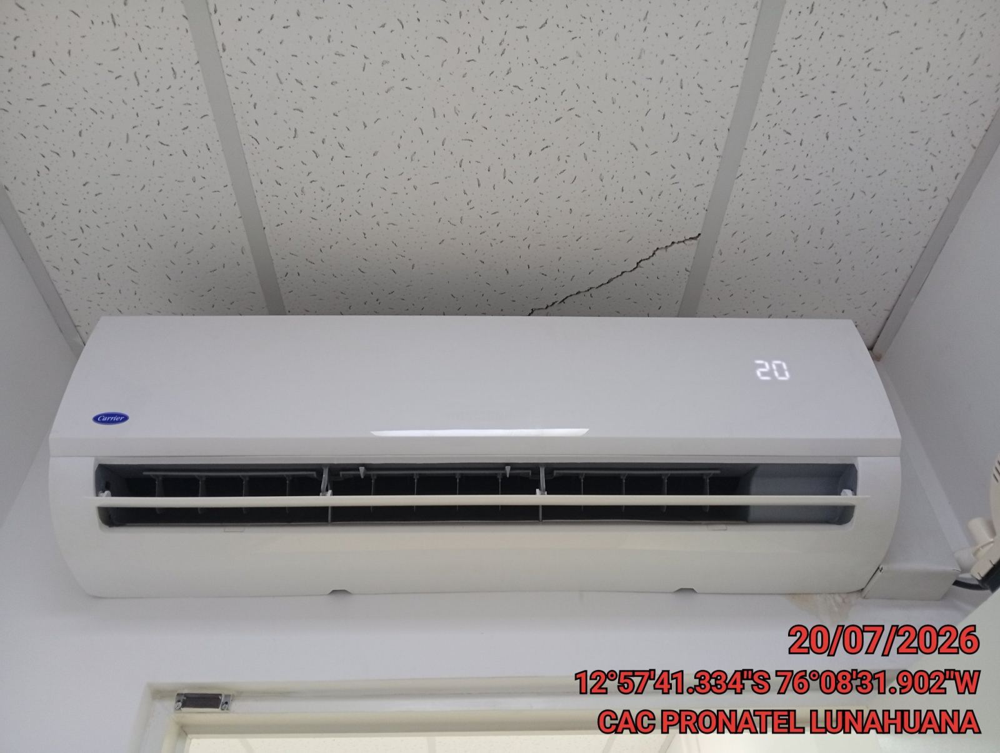 20
Carrier
20/07/2026
12°57'41.334"S 76°08'31.902"W
CAC PRONATEL LUNAHUANA